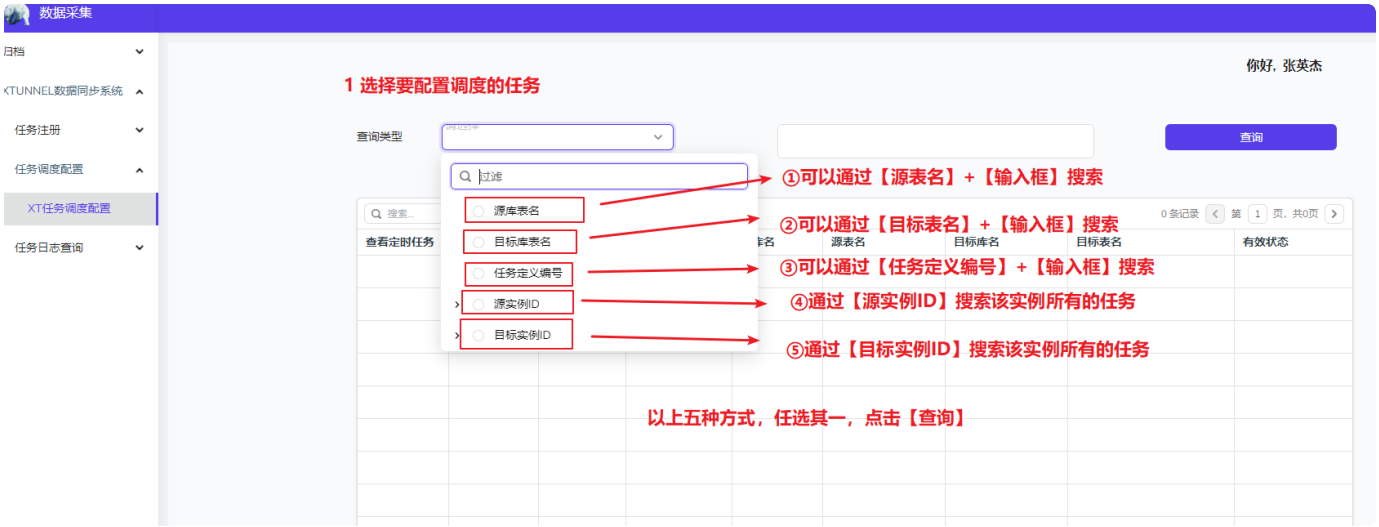 数据采集
归档
你好, 张英杰
XTUNNEL数据同步系统
1 选择要配置调度的任务
任务注册
查询类型
请选择
查询
任务调度配置
过滤
①可以通过【源表名】+【输入框】搜索
XT任务调度配置
源库表名
搜索...
0 条记录 < 第 1 页, 共0页 >
②可以通过【目标表名】+【输入框】搜索
任务日志查询
查看定时任务
目标库表名
库名
源表名
目标库名
目标表名
有效状态
任务定义编号
③可以通过【任务定义编号】+【输入框】搜索
源实例ID
④通过【源实例ID】搜索该实例所有的任务
目标实例ID
⑤通过【目标实例ID】搜索该实例所有的任务
以上五种方式，任选其一，点击【查询】